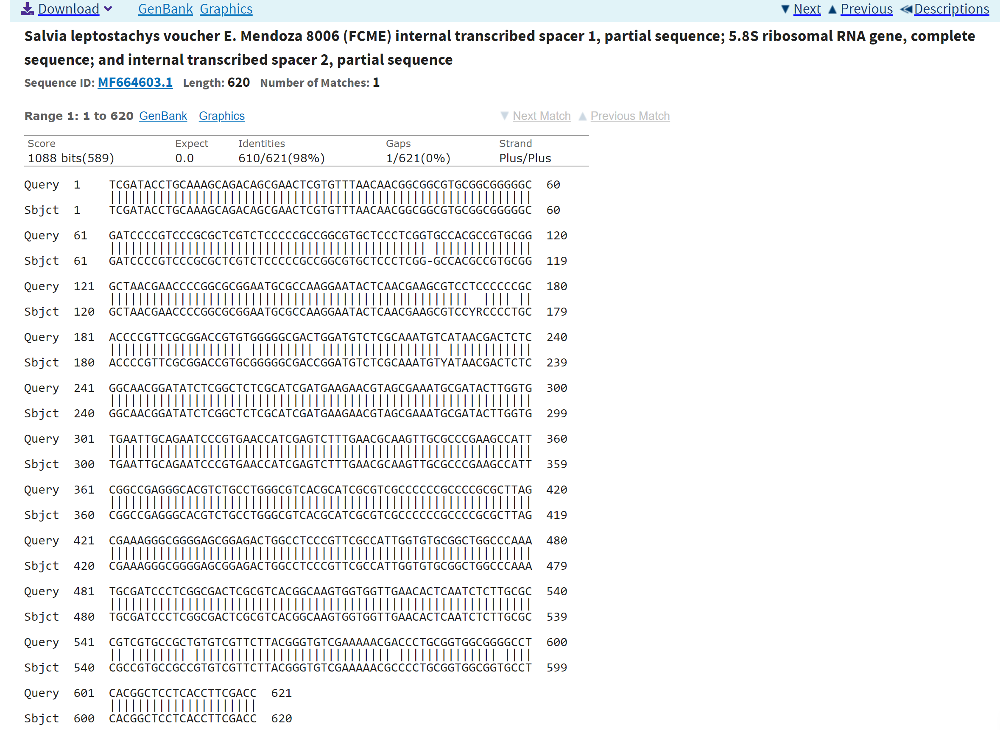 Download GenBank Graphics Next Previous Descriptions
Salvia leptostachys voucher E. Mendoza 8006 (FCME) internal transcribed spacer 1, partial sequence; 5.8S ribosomal RNA gene, complete
sequence; and internal transcribed spacer 2, partial sequence
Sequence ID: MF664603.1 Length: 620 Number of Matches: 1
Range 1: 1 to 620 GenBank Graphics Next Match Previous Match
Score Expect Identities Gaps Strand
1088 bits(589) 0.0 610/621(98%) 1/621(0%) Plus/Plus
Query 1 TCGATACCTGCAAAGCAGACAGCGAACTCGTGTTTAACAACGGCGGCGTGCGGCGGGGGC 60
||||||||||||||||||||||||||||||||||||||||||||||||||||||||||||
Sbjct 1 TCGATACCTGCAAAGCAGACAGCGAACTCGTGTTTAACAACGGCGGCGTGCGGCGGGGGC 60
Query 61 GATCCCCGTCCCGCGCTCGTCTCCCCCGCCGGCGTGCTCCCTCGGTGCCACGCCGTGCGG 120
||||||||||||||||||||||||||||||||||||||||||||| ||||||||||||||
Sbjct 61 GATCCCCGTCCCGCGCTCGTCTCCCCCGCCGGCGTGCTCCCTCGG-GCCACGCCGTGCGG 119
Query 121 GCTAACGAACCCCGGCGCGGAATGCGCCAAGGAATACTCAACGAAGCGTCCTCCCCCCGC 180
|||||||||||||||||||||||||||||||||||||||||||||||||||  |||| ||
Sbjct 120 GCTAACGAACCCCGGCGCGGAATGCGCCAAGGAATACTCAACGAAGCGTCCYRCCCCTGC 179
Query 181 ACCCCGTTCGCGGACCGTGTGGGGGCGACTGGATGTCTCGCAAATGTCATAACGACTCTC 240
||||||||||||||||||| ||||||||| ||||||||||||||||| ||||||||||||
Sbjct 180 ACCCCGTTCGCGGACCGTGCGGGGGCGACCGGATGTCTCGCAAATGTYATAACGACTCTC 239
Query 241 GGCAACGGATATCTCGGCTCTCGCATCGATGAAGAACGTAGCGAAATGCGATACTTGGTG 300
||||||||||||||||||||||||||||||||||||||||||||||||||||||||||||
Sbjct 240 GGCAACGGATATCTCGGCTCTCGCATCGATGAAGAACGTAGCGAAATGCGATACTTGGTG 299
Query 301 TGAATTGCAGAATCCCGTGAACCATCGAGTCTTTGAACGCAAGTTGCGCCCGAAGCCATT 360
||||||||||||||||||||||||||||||||||||||||||||||||||||||||||||
Sbjct 300 TGAATTGCAGAATCCCGTGAACCATCGAGTCTTTGAACGCAAGTTGCGCCCGAAGCCATT 359
Query 361 CGGCCGAGGGCACGTCTGCCTGGGCGTCACGCATCGCGTCGCCCCCCGCCCCGCGCTTAG 420
||||||||||||||||||||||||||||||||||||||||||||||||||||||||||||
Sbjct 360 CGGCCGAGGGCACGTCTGCCTGGGCGTCACGCATCGCGTCGCCCCCCGCCCCGCGCTTAG 419
Query 421 CGAAAGGGCGGGGAGCGGAGACTGGCCTCCCGTTCGCCATTGGTGTGCGGCTGGCCCAAA 480
||||||||||||||||||||||||||||||||||||||||||||||||||||||||||||
Sbjct 420 CGAAAGGGCGGGGAGCGGAGACTGGCCTCCCGTTCGCCATTGGTGTGCGGCTGGCCCAAA 479
Query 481 TGCGATCCCTCGGCGACTCGCGTCACGGCAAGTGGTGGTTGAACACTCAATCTCTTGCGC 540
||||||||||||||||||||||||||||||||||||||||||||||||||||||||||||
Sbjct 480 TGCGATCCCTCGGCGACTCGCGTCACGGCAAGTGGTGGTTGAACACTCAATCTCTTGCGC 539
Query 541 CGTCGTGCCGCTGTGTCGTTCTTACGGGTGTCGAAAAACGACCCTGCGGTGGCGGGGCCT 600
|| |||||||| |||||||||||||||||||||||||||| |||||||||||||| ||||
Sbjct 540 CGCCGTGCCGCCGTGTCGTTCTTACGGGTGTCGAAAAACGCCCCTGCGGTGGCGGTGCCT 599
Query 601 CACGGCTCCTCACCTTCGACC 621
|||||||||||||||||||||
Sbjct 600 CACGGCTCCTCACCTTCGACC 620